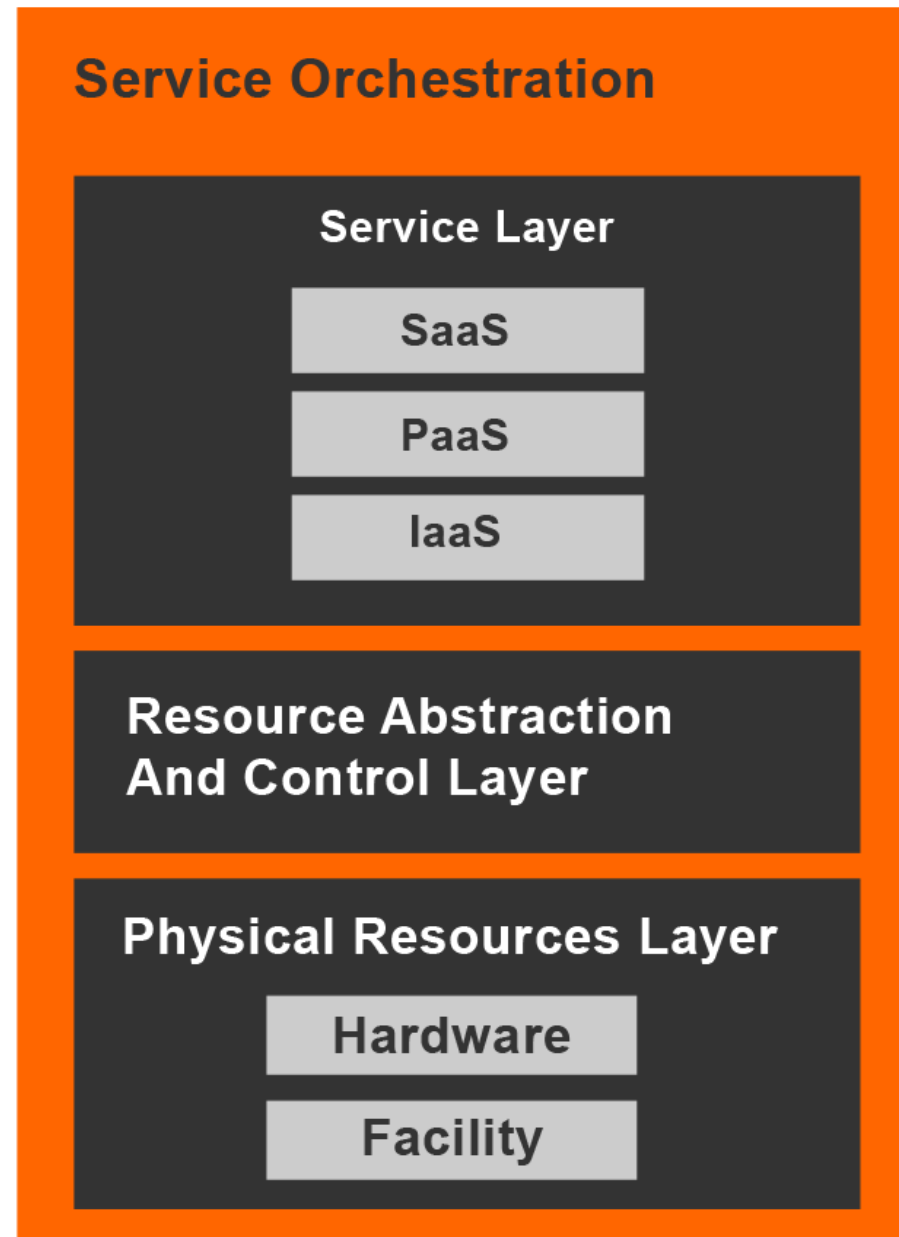 Service Orchestration
Service Layer
SaaS
PaaS
IaaS
Resource Abstraction
And Control Layer
Physical Resources Layer
Hardware
Facility